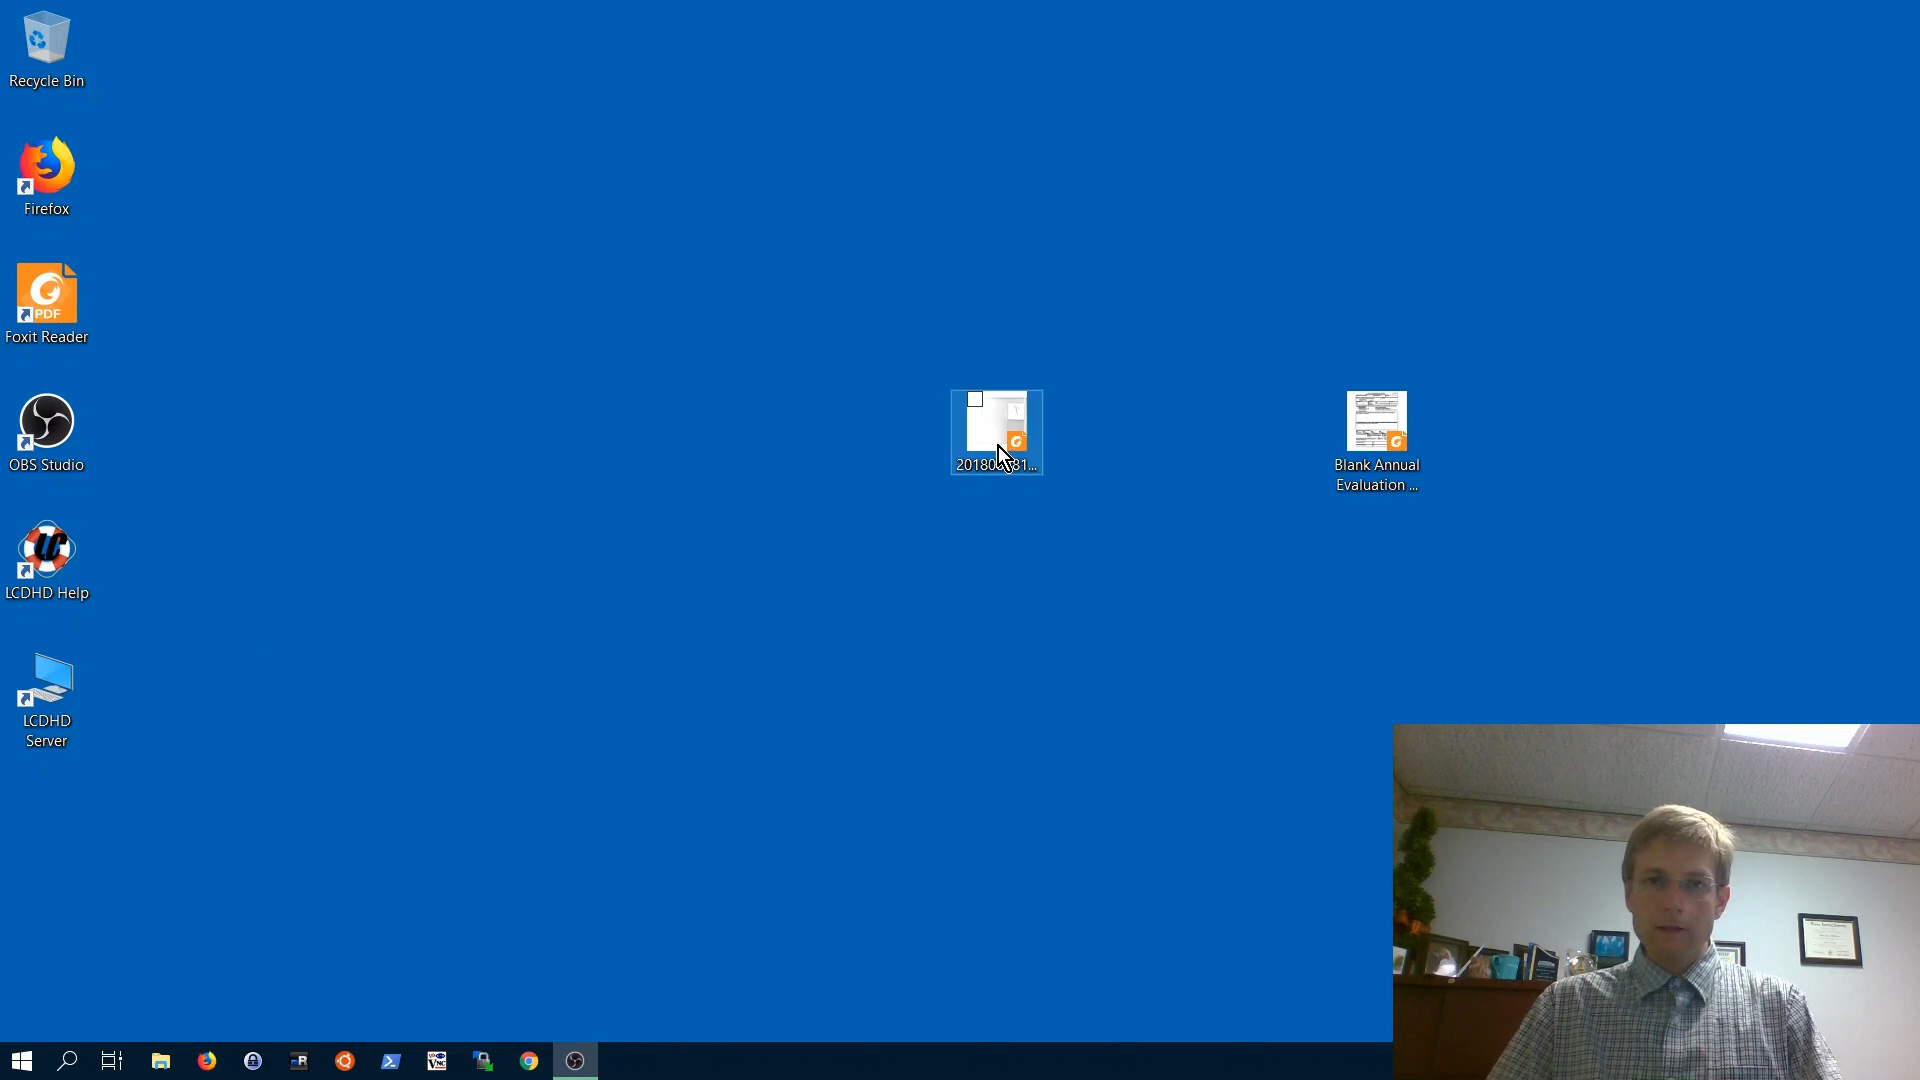 Recycle Bin
Firefox
PDF
Foxit Reader
OBS Studio
LCDHD Help
LCDHD
Server
Blank Annual
Evaluation ...